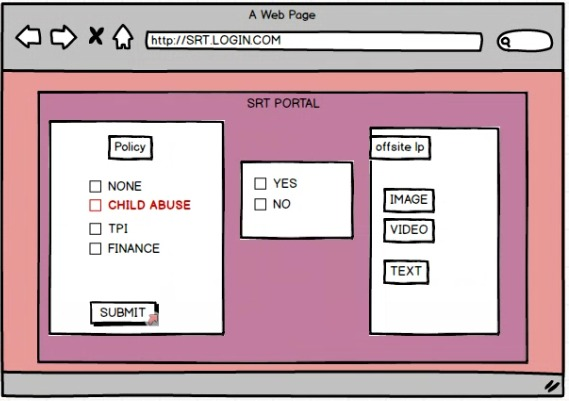 A Web Page
http://SRT.LOGIN.COM
SRT PORTAL
Policy
NONE
CHILD ABUSE
TPI
FINANCE
SUBMIT
YES
NO
offsite lp
IMAGE
VIDEO
TEXT